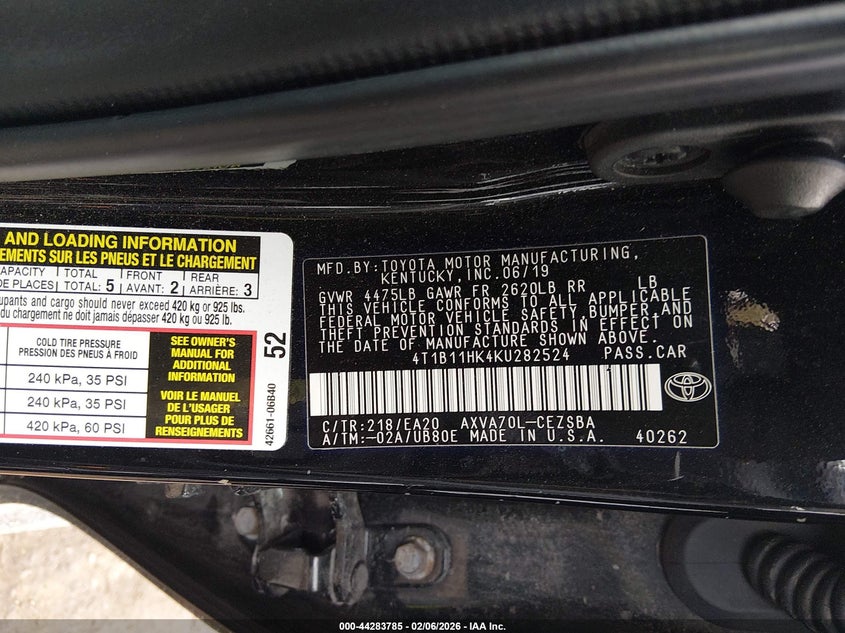 AND LOADING INFORMATION
EMENTS SUR LES PNEUS ET LE CHARGEMENT
CAPACITY TOTAL FRONT REAR
DE PLACES TOTAL: 5 AVANT: 2 ARRIÈRE: 3
upants and cargo should never exceed 420 kg or 925 lbs.
du chargement ne doit jamais dépasser 420 kg ou 925 lb.
COLD TIRE PRESSURE
PRESSION DES PNEUS À FROID
240 kPa, 35 PSI
240 kPa, 35 PSI
420 kPa, 60 PSI
SEE OWNER'S
MANUAL FOR
ADDITIONAL
INFORMATION
VOIR LE MANUEL
DE L'USAGER
POUR PLUS DE
RENSEIGNEMENTS
52
42661-06B40
MFD.BY:TOYOTA MOTOR MANUFACTURING,
KENTUCKY,INC.06/19
GVWR 4475LB GAWR FR 2620LB RR LB
THIS VEHICLE CONFORMS TO ALL APPLICABLE
FEDERAL MOTOR VEHICLE SAFETY,BUMPER,AND
THEFT PREVENTION STANDARDS IN EFFECT ON
THE DATE OF MANUFACTURE SHOWN ABOVE.
4T1B11HK4KU282524 PASS.CAR
C/TR:218/EA20 AXVA70L-CEZSBA
A/TM:-02A/UB80E MADE IN U.S.A. 40262
000-44283785 - 02/06/2026 - IAA Inc.